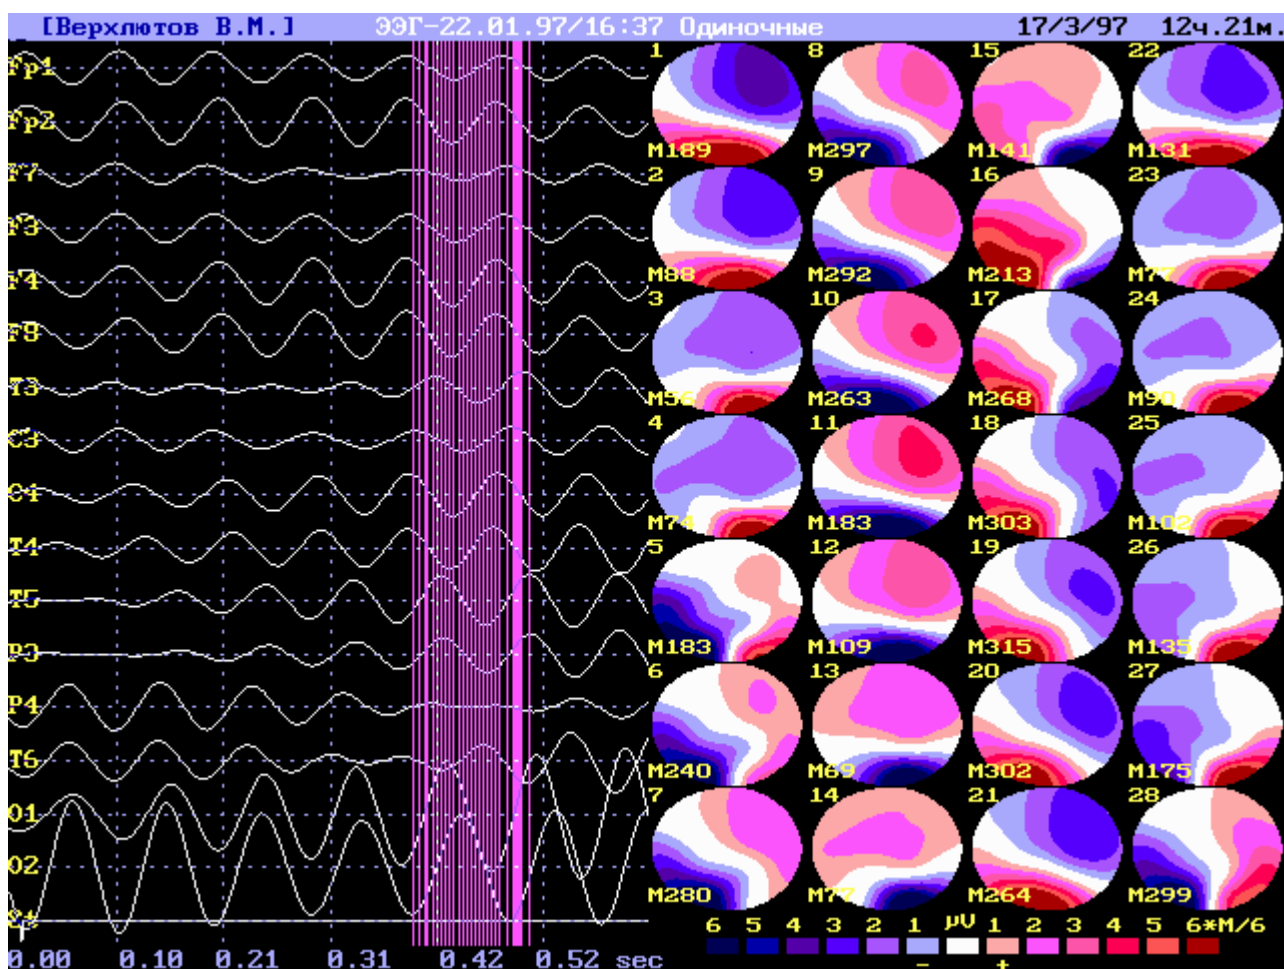 [Верхлютов В.М.] ЭЭГ-22.01.97/16:37 Одиночные 17/3/97 12ч.21м.
Fp1
Fp2
F7
F3
F4
F8
T3
C3
C4
T4
T5
P3
P4
T6
O1
O2
0.00 0.10 0.21 0.31 0.42 0.52 sec
1 8 15 22
M189 M297 M141 M131
2 9 16 23
M88 M292 M213 M77
3 10 17 24
M56 M263 M268 M90
4 11 18 25
M74 M183 M303 M102
5 12 19 26
M183 M109 M315 M135
6 13 20 27
M240 M69 M302 M175
7 14 21 28
M280 M77 M264 M299
6 5 4 3 2 1 µV 1 2 3 4 5 6*M/6
- +